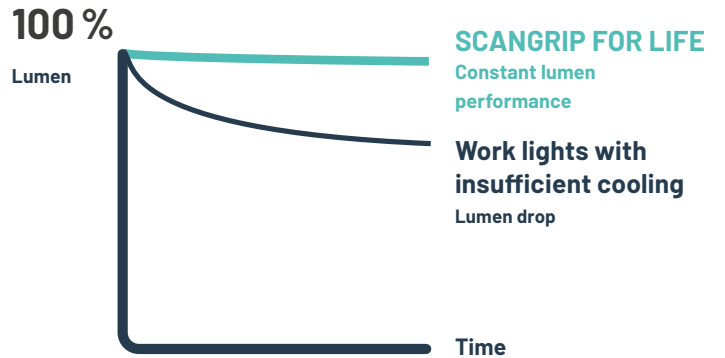 100 %
Lumen
SCANGRIP FOR LIFE
Constant lumen
performance
Work lights with
insufficient cooling
Lumen drop
Time